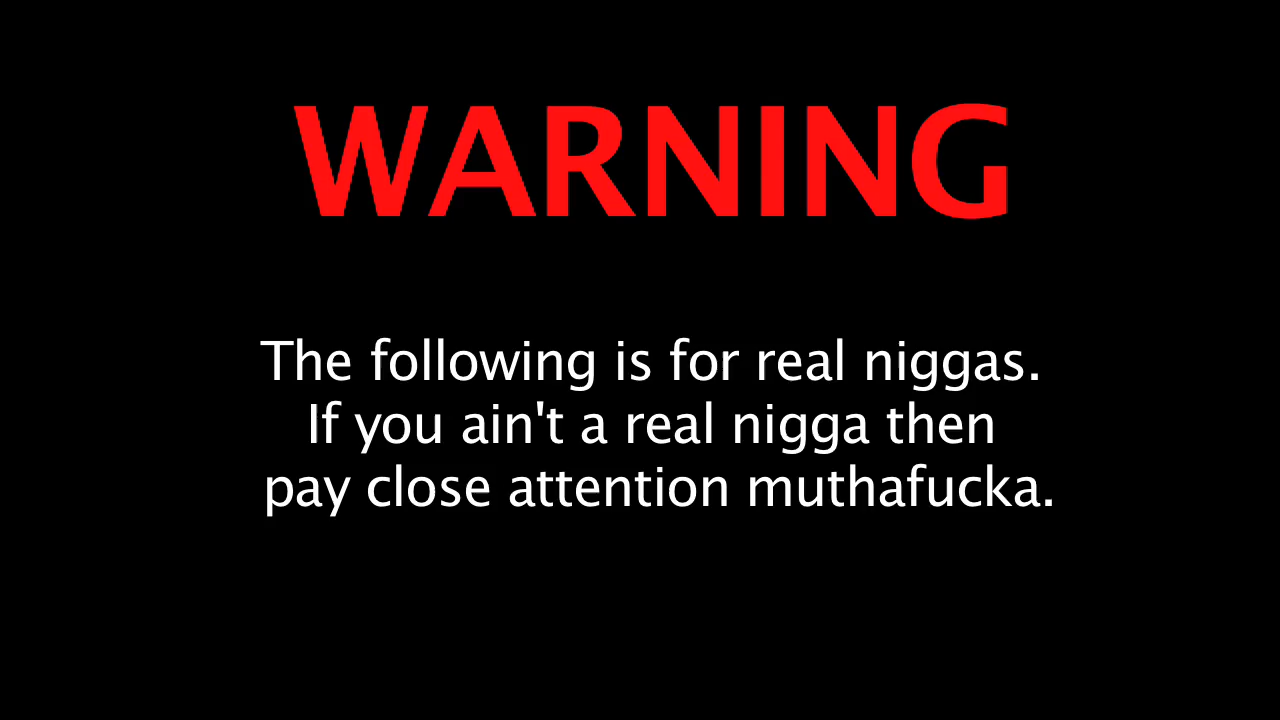 WARNING
The following is for real niggas.
If you ain't a real nigga then
pay close attention muthafucka.